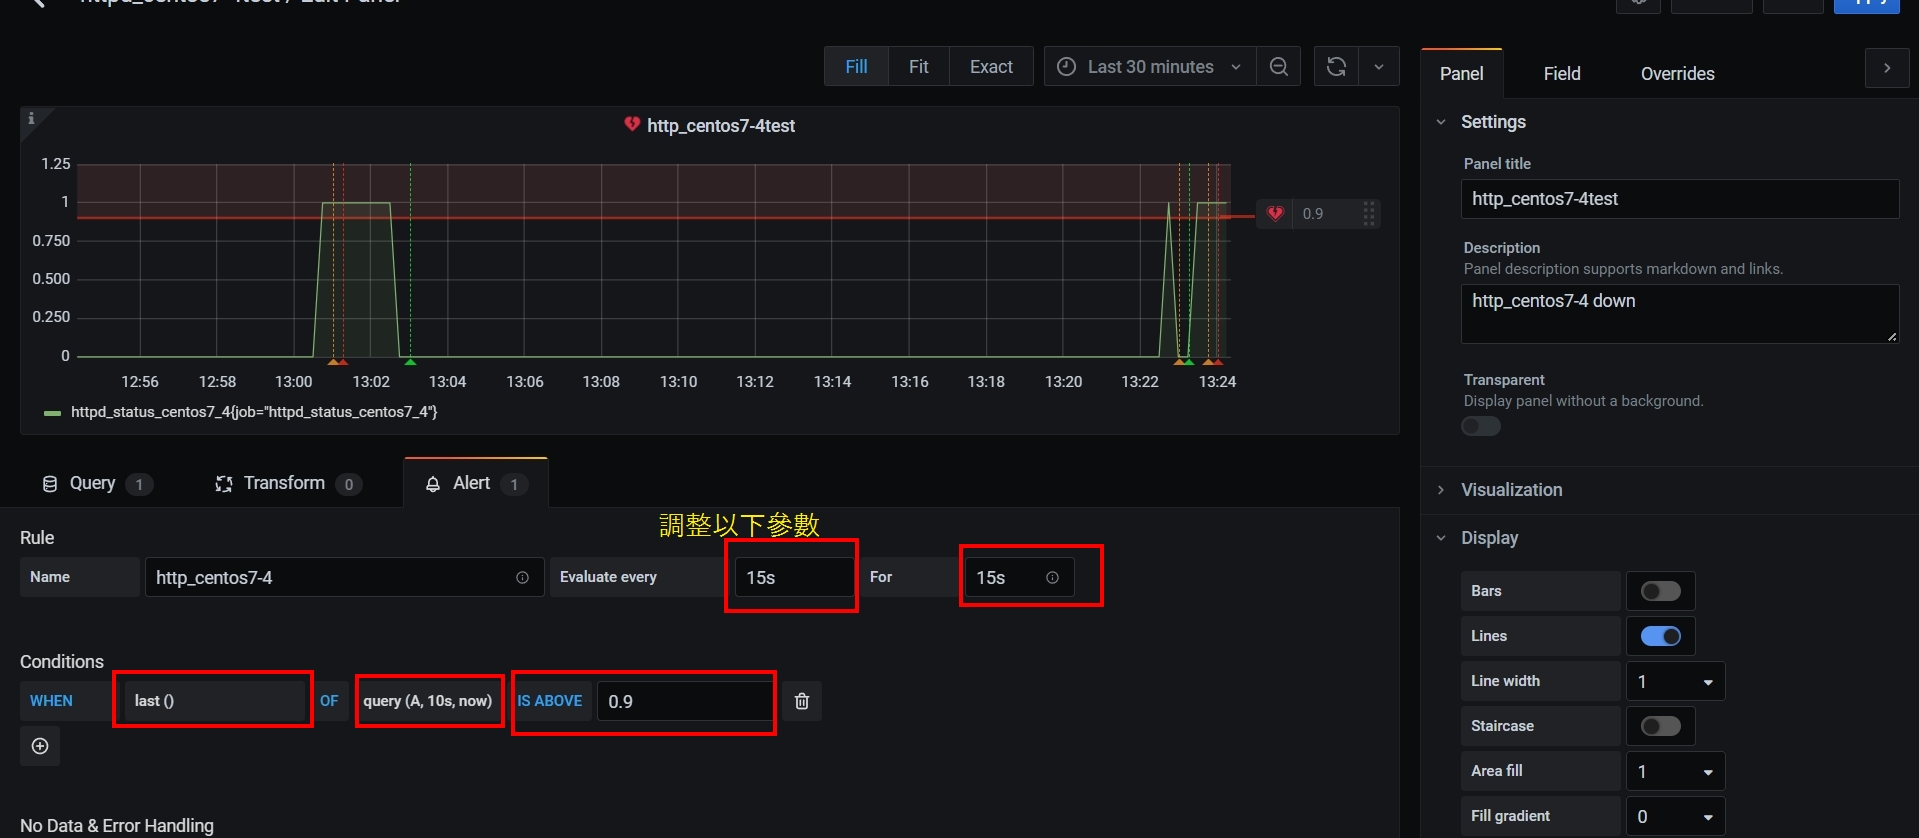 Fill Fit Exact Last 30 minutes
http_centos7-4test
1.25
1
0.750
0.500
0.250
0
0.9
12:56 12:58 13:00 13:02 13:04 13:06 13:08 13:10 13:12 13:14 13:16 13:18 13:20 13:22 13:24
httpd_status_centos7_4{job="httpd_status_centos7_4"}
Query 1 Transform 0 Alert 1
調整以下參數
Rule
Name http_centos7-4 Evaluate every 15s For 15s
Conditions
WHEN last () OF query (A, 10s, now) IS ABOVE 0.9
No Data & Error Handling
Panel Field Overrides
Settings
Panel title
http_centos7-4test
Description
Panel description supports markdown and links.
http_centos7-4 down
Transparent
Display panel without a background.
Visualization
Display
Bars
Lines
Line width 1
Staircase
Area fill 1
Fill gradient 0